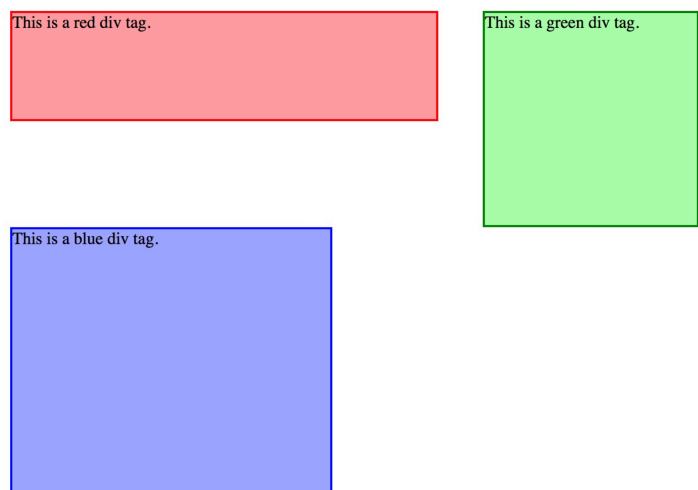 This is a red div tag.
This is a green div tag.
This is a blue div tag.